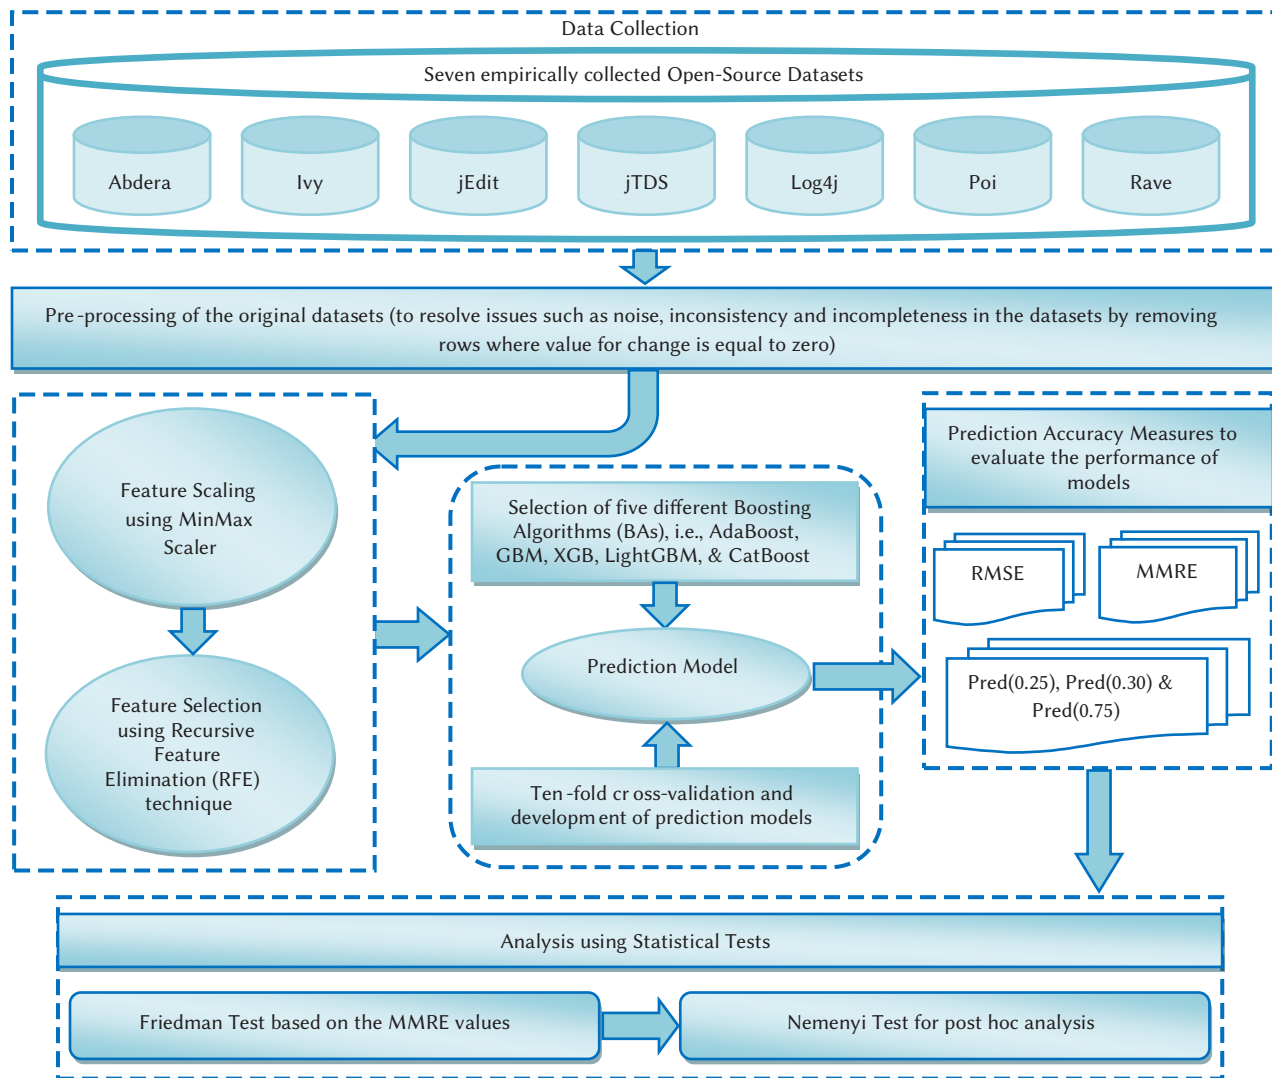 Data Collection
Seven empirically collected Open-Source Datasets
Abdera
Ivy
jEdit
jTDS
Log4j
Poi
Rave
Pre-processing of the original datasets (to resolve issues such as noise, inconsistency and incompleteness in the datasets by removing
rows where value for change is equal to zero)
Feature Scaling
using MinMax
Scaler
Feature Selection
using Recursive
Feature
Elimination (RFE)
technique
Selection of five different Boosting
Algorithms (BAs), i.e., AdaBoost,
GBM, XGB, LightGBM, & CatBoost
Prediction Model
Ten-fold cross-validation and
development of prediction models
Prediction Accuracy Measures to
evaluate the performance of
models
RMSE
MMRE
Pred(0.25), Pred(0.30) &
Pred(0.75)
Analysis using Statistical Tests
Friedman Test based on the MMRE values
Nemenyi Test for post hoc analysis